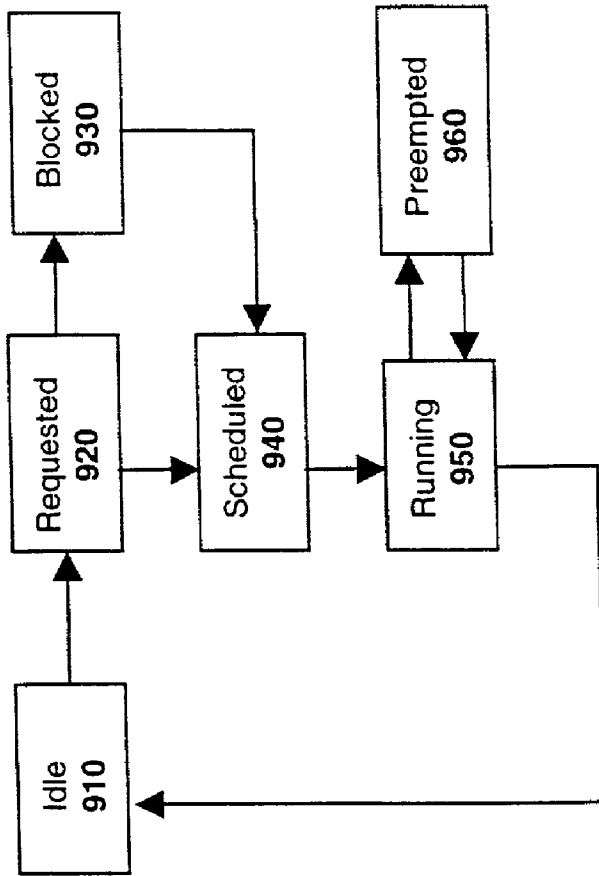 Idle
910
Requested
920
Blocked
930
Scheduled
940
Running
950
Preempted
960